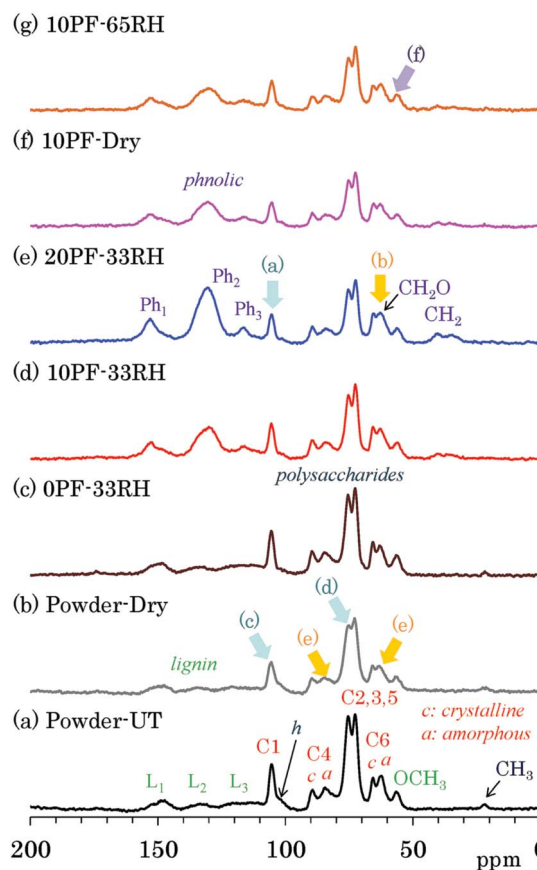 (g) 10PF-65RH
(f)
(f) 10PF-Dry
phnolic
(e) 20PF-33RH
(a)
(b)
Ph₁
Ph₂
Ph₃
CH₂O
CH₂
(d) 10PF-33RH
polysaccharides
(c) 0PF-33RH
(d)
(b) Powder-Dry
(c)
(e)
(e)
lignin
C2,3,5
c: crystalline
(a) Powder-UT
h
C1
C4
C6
a: amorphous
c
a
c
a
L₁
L₂
L₃
OCH₃
CH₃
200
150
100
50
ppm